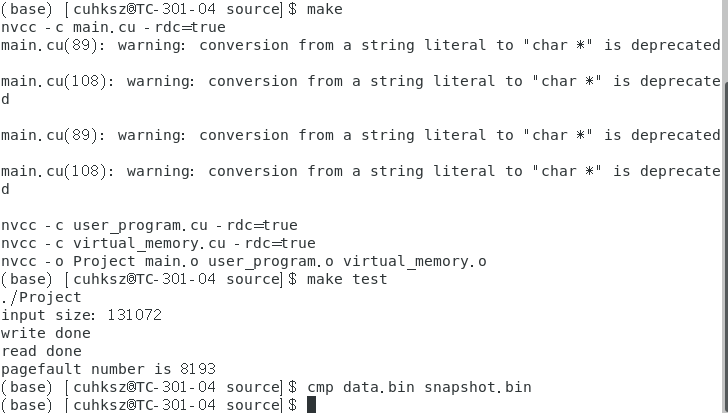 (base) [cuhksz@TC-301-04 source]$ make
nvcc -c main.cu -rdc=true
main.cu(89): warning: conversion from a string literal to "char *" is deprecated
main.cu(108): warning: conversion from a string literal to "char *" is deprecate
d
main.cu(89): warning: conversion from a string literal to "char *" is deprecated
main.cu(108): warning: conversion from a string literal to "char *" is deprecate
d
nvcc -c user_program.cu -rdc=true
nvcc -c virtual_memory.cu -rdc=true
nvcc -o Project main.o user_program.o virtual_memory.o
(base) [cuhksz@TC-301-04 source]$ make test
./Project
input size: 131072
write done
read done
pagefault number is 8193
(base) [cuhksz@TC-301-04 source]$ cmp data.bin snapshot.bin
(base) [cuhksz@TC-301-04 source]$